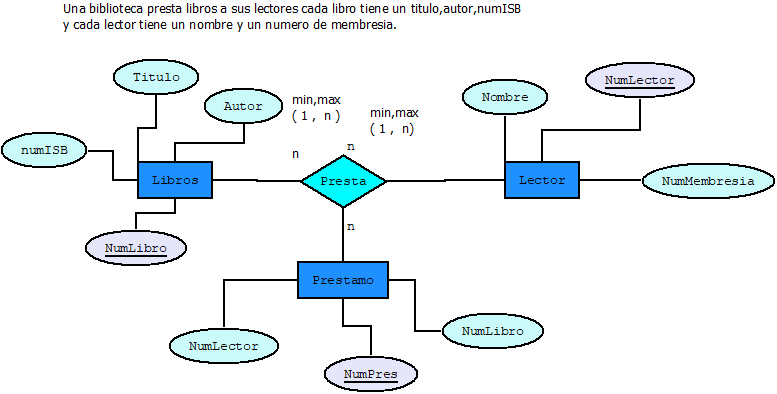 Una biblioteca presta libros a sus lectores cada libro tiene un titulo,autor,numISB
y cada lector tiene un nombre y un numero de membresia.
Titulo
Autor
min,max
( 1 , n )
min,max
( 1 , n)
Nombre
NumLector
numISB
n
n
Libros
Presta
Lector
NumMembresia
NumLibro
n
Prestamo
NumLector
NumLibro
NumPres